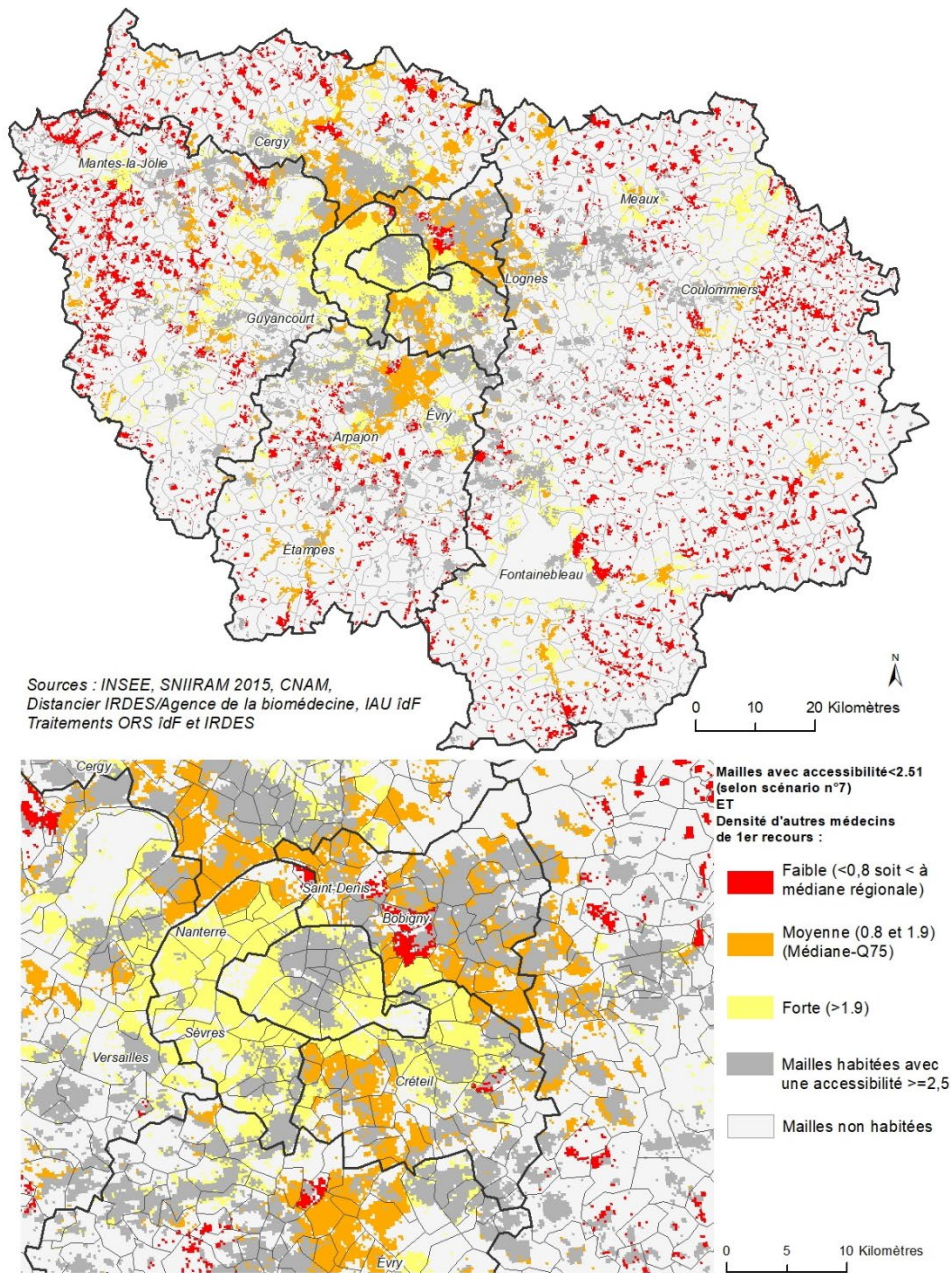 Cergy
Mantes-la-Jolie
Meaux
Lognes
Coulommiers
Guyancourt
Évry
Arpajon
Étampes
Fontainebleau
Sources : INSEE, SNIIRAM 2015, CNAM,
Distancier IRDES/Agence de la biomédecine, IAU îdF
Traitements ORS îdF et IRDES
N
0 10 20 Kilomètres
Cergy
Saint-Denis
Bobigny
Nanterre
Sèvres
Versailles
Créteil
Évry
Mailles avec accessibilité<2.51
(selon scénario n°7)
ET
Densité d'autres médecins
de 1er recours :
Faible (<0,8 soit < à
médiane régionale)
Moyenne (0.8 et 1.9)
(Médiane-Q75)
Forte (>1.9)
Mailles habitées avec
une accessibilité >=2,5
Mailles non habitées
0 5 10 Kilomètres